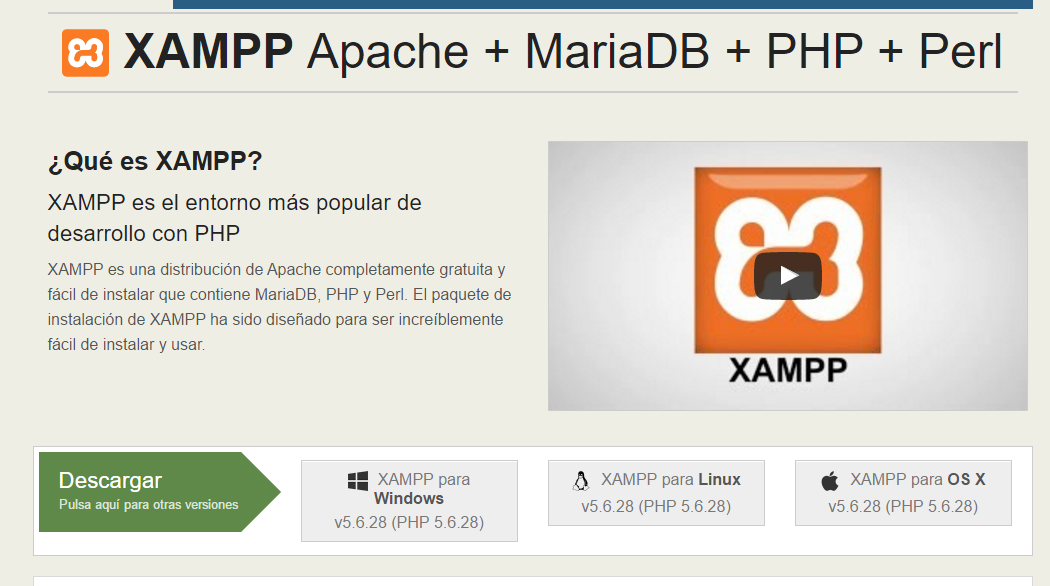 XAMPP Apache + MariaDB + PHP + Perl
¿Qué es XAMPP?
XAMPP es el entorno más popular de
desarrollo con PHP
XAMPP es una distribución de Apache completamente gratuita y
fácil de instalar que contiene MariaDB, PHP y Perl. El paquete de
instalación de XAMPP ha sido diseñado para ser increíblemente
fácil de instalar y usar.
XAMPP
Descargar
Pulsa aquí para otras versiones
XAMPP para
Windows
v5.6.28 (PHP 5.6.28)
XAMPP para Linux
v5.6.28 (PHP 5.6.28)
XAMPP para OS X
v5.6.28 (PHP 5.6.28)